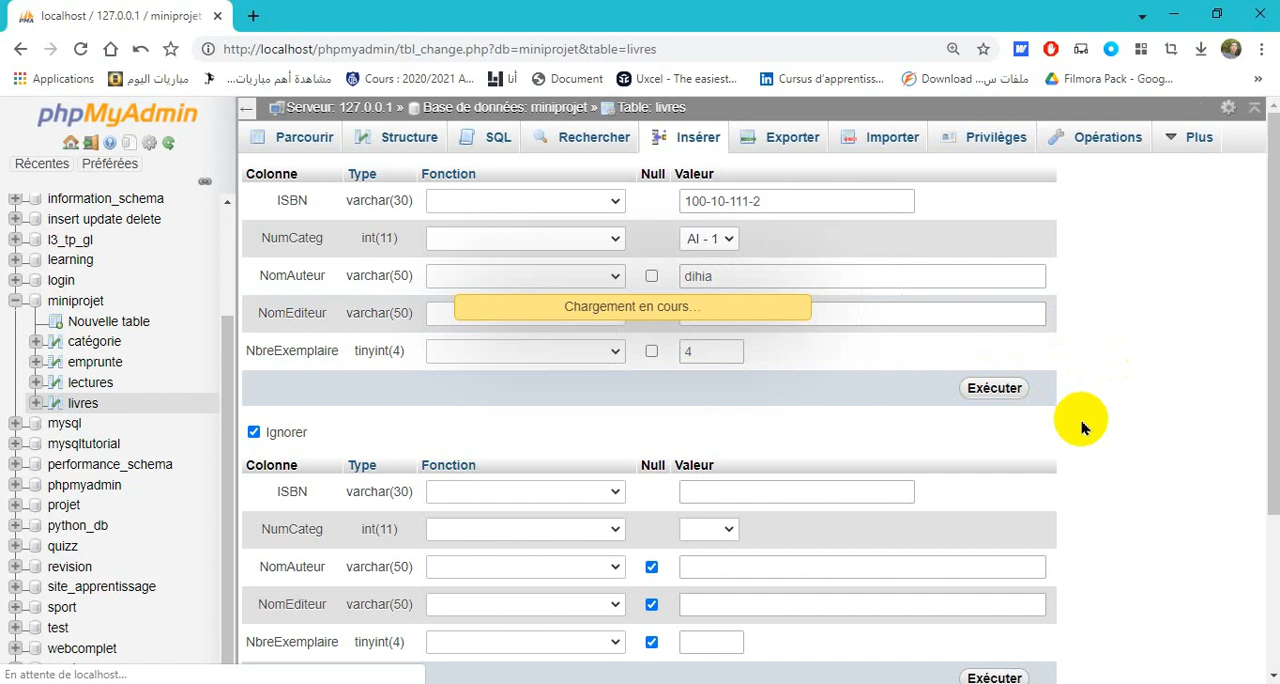 localhost / 127.0.0.1 / miniprojet
http://localhost/phpmyadmin/tbl_change.php?db=miniprojet&table=livres
Applications
مباريات اليوم
مشاهدة أهم مباريات...
Cours : 2020/2021 A...
أنا
Document
Uxcel - The easiest...
Cursus d'apprentiss...
Download ...ملفات س
Filmora Pack - Goog...
»
phpMyAdmin
Récentes
Préférées
information_schema
insert update delete
l3_tp_gl
learning
login
miniprojet
Nouvelle table
catégorie
emprunte
lectures
livres
mysql
mysqltutorial
performance_schema
phpmyadmin
projet
python_db
quizz
revision
site_apprentissage
sport
test
webcomplet
Serveur: 127.0.0.1 » Base de données: miniprojet » Table: livres
Parcourir Structure SQL Rechercher Insérer Exporter Importer Privilèges Opérations Plus
Colonne Type Fonction Null Valeur
ISBN varchar(30) 100-10-111-2
NumCateg int(11) AI - 1
NomAuteur varchar(50) dihia
Chargement en cours...
NomEditeur varchar(50)
NbreExemplaire tinyint(4) 4
Exécuter
Ignorer
Colonne Type Fonction Null Valeur
ISBN varchar(30)
NumCateg int(11)
NomAuteur varchar(50)
NomEditeur varchar(50)
NbreExemplaire tinyint(4)
Exécuter
En attente de localhost...